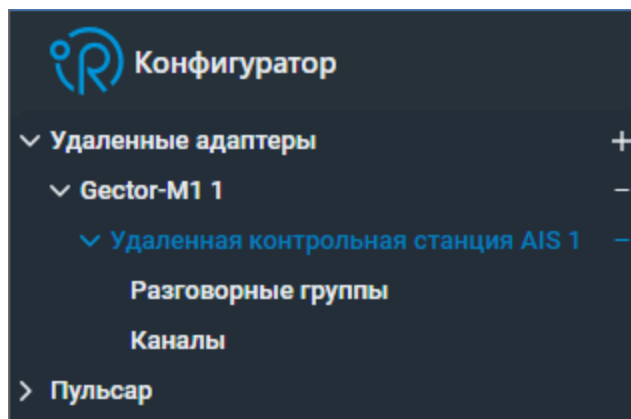 Конфигуратор
Удаленные адаптеры
Gector-M1 1
Удаленная контрольная станция AIS 1
Разговорные группы
Каналы
Пульсар